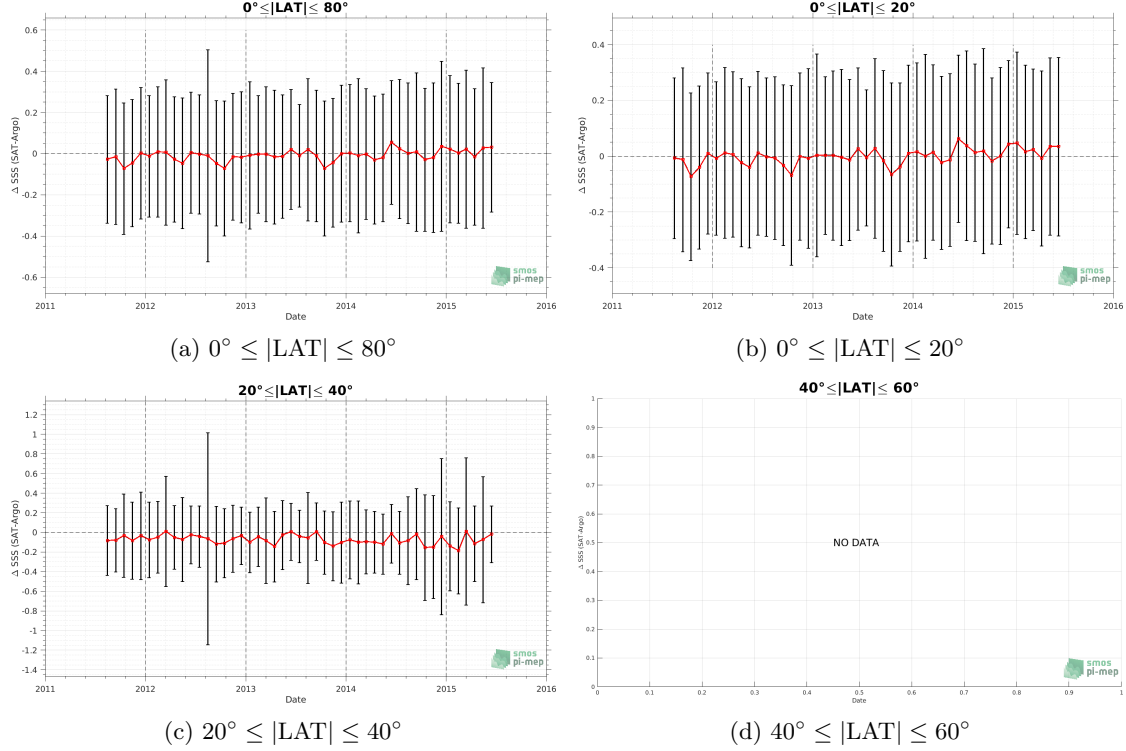 0°≤|LAT|≤ 80°
0.6
0.4
0.2
0
-0.2
-0.4
-0.6
Δ SSS (SAT-Argo)
2011 2012 2013 2014 2015 2016
Date
smos
pi-mep
(a) 0° ≤ |LAT| ≤ 80°
0°≤|LAT|≤ 20°
0.4
0.2
0
-0.2
-0.4
Δ SSS (SAT-Argo)
2011 2012 2013 2014 2015 2016
Date
smos
pi-mep
(b) 0° ≤ |LAT| ≤ 20°
20°≤|LAT|≤ 40°
1.2
1
0.8
0.6
0.4
0.2
0
-0.2
-0.4
-0.6
-0.8
-1
-1.2
-1.4
Δ SSS (SAT-Argo)
2011 2012 2013 2014 2015 2016
Date
smos
pi-mep
(c) 20° ≤ |LAT| ≤ 40°
40°≤|LAT|≤ 60°
1
0.9
0.8
0.7
0.6
0.5
0.4
0.3
0.2
0.1
0
Δ SSS (SAT-Argo)
NO DATA
0 0.1 0.2 0.3 0.4 0.5 0.6 0.7 0.8 0.9 1
Date
smos
pi-mep
(d) 40° ≤ |LAT| ≤ 60°